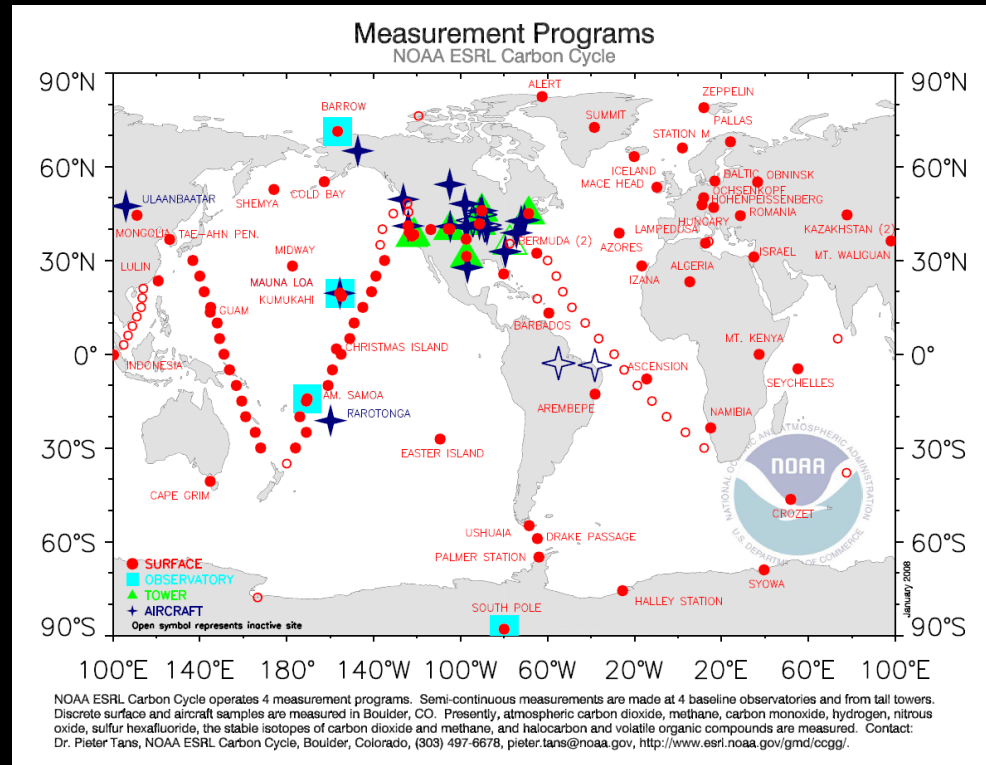 Measurement Programs
NOAA ESRL Carbon Cycle
90°N
60°N
30°N
0°
30°S
60°S
90°S
90°N
60°N
30°N
0°
30°S
60°S
90°S
ALERT
ZEPPELIN
BARROW
SUMMIT
PALLAS
STATION M
ICELAND
BALTIC
OBNINSK
MACE HEAD
OCHSENKOPF
COLD BAY
SHEMYA
HOHENPEISSENBERG
ULAANBAATAR
HUNGARY
ROMANIA
MONGOLIA
TAE-AHN PEN.
LAMPEDUSA
KAZAKHSTAN (2)
BERMUDA (2)
AZORES
MIDWAY
ISRAEL
MT. WALIGUAN
LULIN
ALGERIA
IZANA
MAUNA LOA
KUMUKAHI
GUAM
BARBADOS
MT. KENYA
CHRISTMAS ISLAND
INDONESIA
ASCENSION
SEYCHELLES
AM. SAMOA
AREMBEPE
RAROTONGA
NAMIBIA
EASTER ISLAND
CAPE GRIM
CROZET
USHUAIA
DRAKE PASSAGE
PALMER STATION
SYOWA
HALLEY STATION
SOUTH POLE
NATIONAL OCEANIC AND ATMOSPHERIC ADMINISTRATION
NOAA
U.S. DEPARTMENT OF COMMERCE
SURFACE
OBSERVATORY
TOWER
AIRCRAFT
Open symbol represents inactive site
January 2008
100°E 140°E 180° 140°W 100°W 60°W 20°W 20°E 60°E 100°E
NOAA ESRL Carbon Cycle operates 4 measurement programs. Semi-continuous measurements are made at 4 baseline observatories and from tall towers.
Discrete surface and aircraft samples are measured in Boulder, CO. Presently, atmospheric carbon dioxide, methane, carbon monoxide, hydrogen, nitrous
oxide, sulfur hexafluoride, the stable isotopes of carbon dioxide and methane, and halocarbon and volatile organic compounds are measured. Contact:
Dr. Pieter Tans, NOAA ESRL Carbon Cycle, Boulder, Colorado, (303) 497-6678, pieter.tans@noaa.gov, http://www.esrl.noaa.gov/gmd/ccgg/.